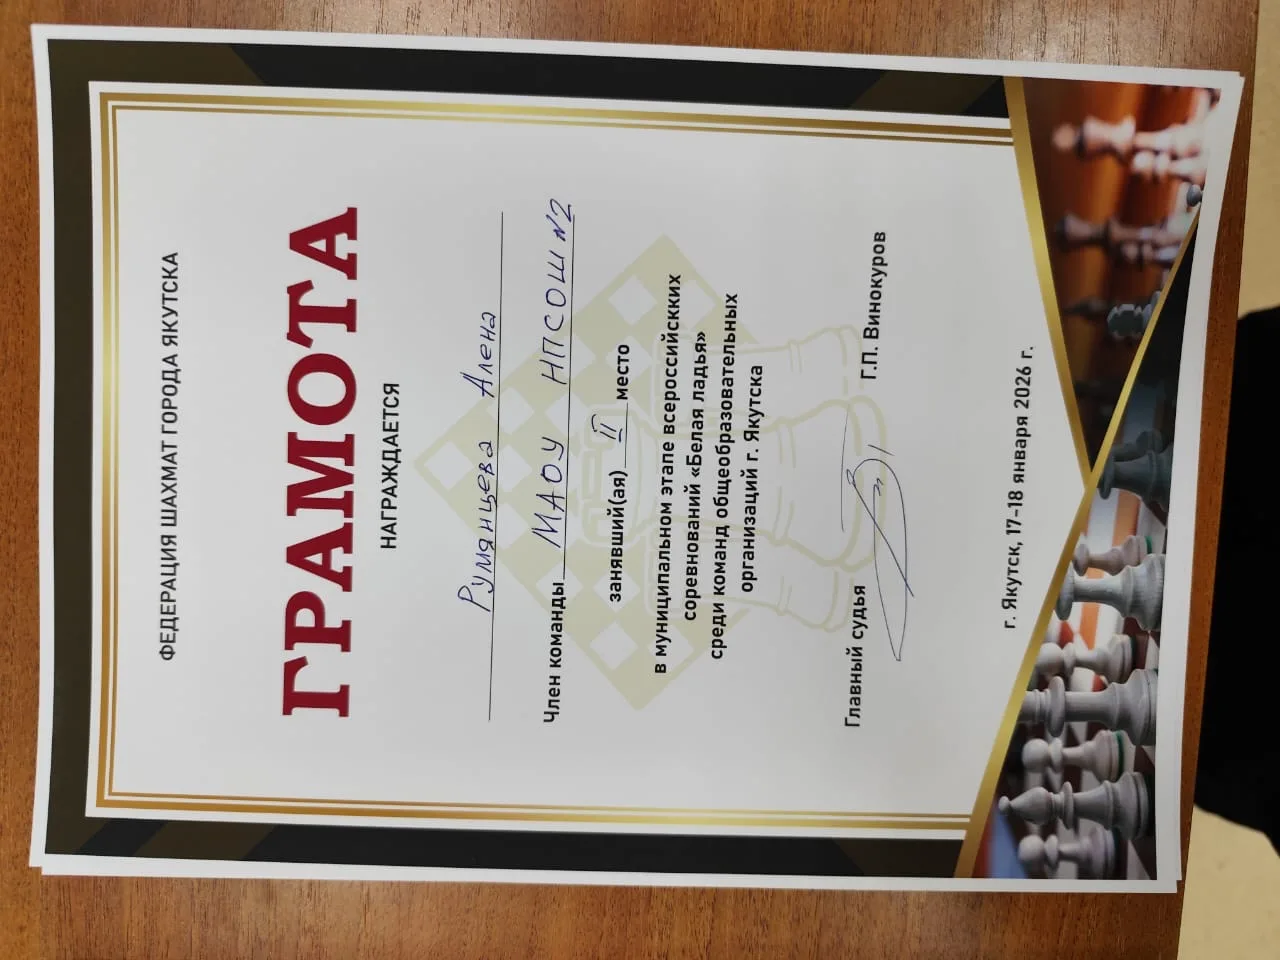 ФЕДЕРАЦИЯ ШАХМАТ ГОРОДА ЯКУТСКА
ГРАМОТА
НАГРАЖДАЕТСЯ
Румянцева Алена
Член команды МАОУ НПСОШ №2
занявший(ая) II место
в муниципальном этапе всероссийскких
соревнований «Белая ладья»
среди команд общеобразовательных
организаций г. Якутска
Главный судья Г.П. Винокуров
г. Якутск, 17-18 января 2026 г.